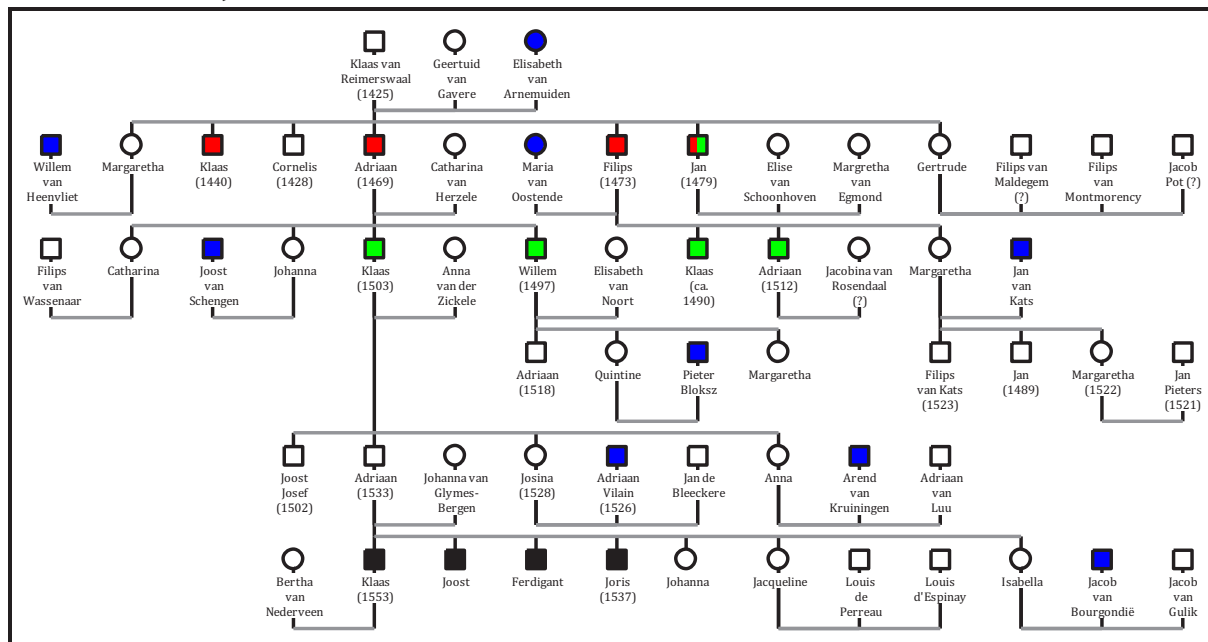 Klaas van
Reimerswaal
(1425)
Geertuid
van
Gavere
Elisabeth
van
Arnemuiden
Willem
van
Heenvliet
Margaretha
Klaas
(1440)
Cornelis
(1428)
Adriaan
(1469)
Catharina
van
Herzele
Maria
van
Oostende
Filips
(1473)
Jan
(1479)
Elise
van
Schoonhoven
Margretha
van
Egmond
Gertrude
Filips van
Maldegem
(?)
Filips
van
Montmorency
Jacob
Pot (?)
Filips
van
Wassenaar
Catharina
Joost
van
Schengen
Johanna
Klaas
(1503)
Anna
van der
Zickele
Willem
(1497)
Elisabeth
van
Noort
Klaas
(ca.
1490)
Adriaan
(1512)
Jacobina van
Rosendaal
(?)
Margaretha
Jan
van
Kats
Adriaan
(1518)
Quintine
Pieter
Bloksz
Margaretha
Filips
van Kats
(1523)
Jan
(1489)
Margaretha
(1522)
Jan
Pieters
(1521)
Joost
Josef
(1502)
Adriaan
(1533)
Johanna van
Glymes-
Bergen
Josina
(1528)
Adriaan
Vilain
(1526)
Jan de
Bleeckere
Anna
Arend
van
Kruiningen
Adriaan
van
Luu
Bertha
van
Nederveen
Klaas
(1553)
Joost
Ferdigant
Joris
(1537)
Johanna
Jacqueline
Louis
de
Perreau
Louis
d'Espinay
Isabella
Jacob
van
Bourgondië
Jacob
van
Gulik